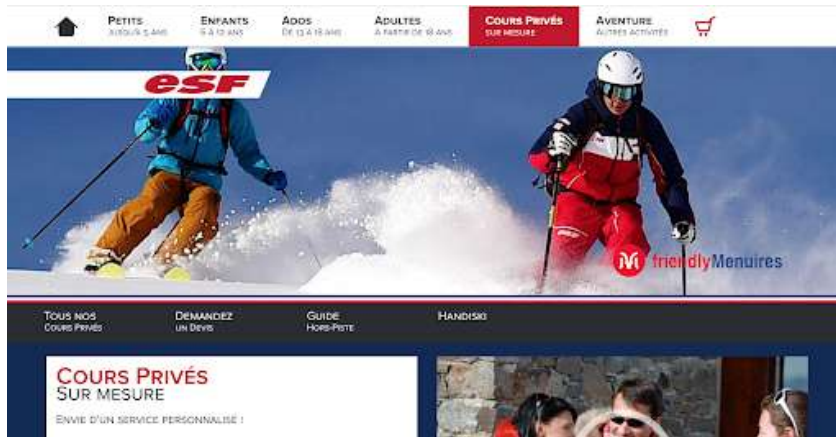 Petits
Jusqu'à 5 ans
Enfants
6 à 12 ans
Ados
De 13 à 18 ans
Adultes
A partir de 18 ans
Cours Privés
sur mesure
Aventure
Autres activités
esf
esf
friendlyMenuires
Tous nos
Cours Privés
Demandez
un Devis
Guide
Hors-Piste
Handiski
Cours Privés
Sur mesure
Envie d'un service personnalisé !